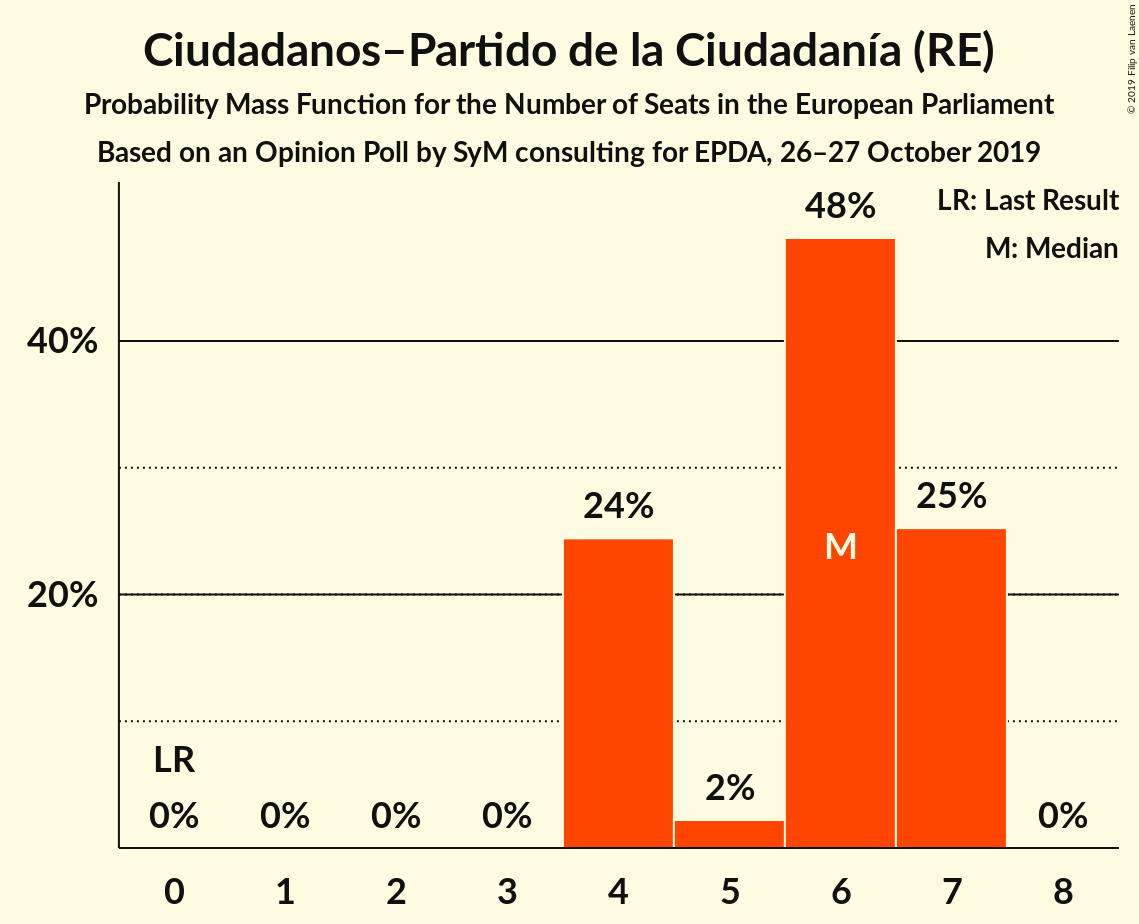 Ciudadanos–Partido de la Ciudadanía (RE)
Probability Mass Function for the Number of Seats in the European Parliament
Based on an Opinion Poll by SyM consulting for EPDA, 26–27 October 2019
© 2019 Filip van Laenen
LR: Last Result
M: Median
48%
40%
25%
24%
M
20%
LR
2%
0% 0% 0% 0% 0%
0 1 2 3 4 5 6 7 8